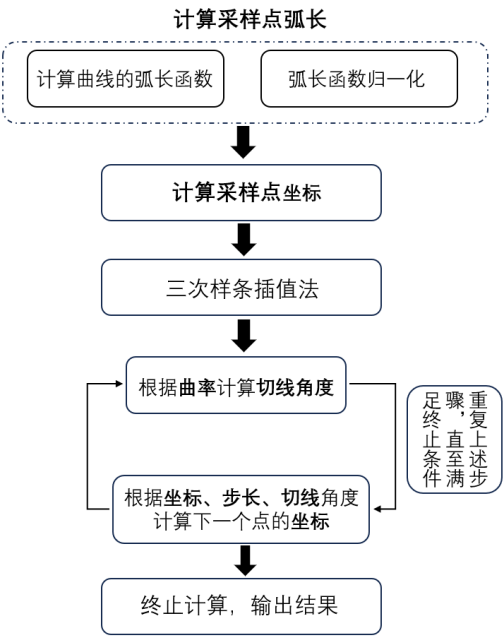 计算采样点弧长
计算曲线的弧长函数
弧长函数归一化
计算采样点坐标
三次样条插值法
根据曲率计算切线角度
重复上述步
骤，直至满
足终止条件
根据坐标、步长、切线角度
计算下一个点的坐标
终止计算，输出结果